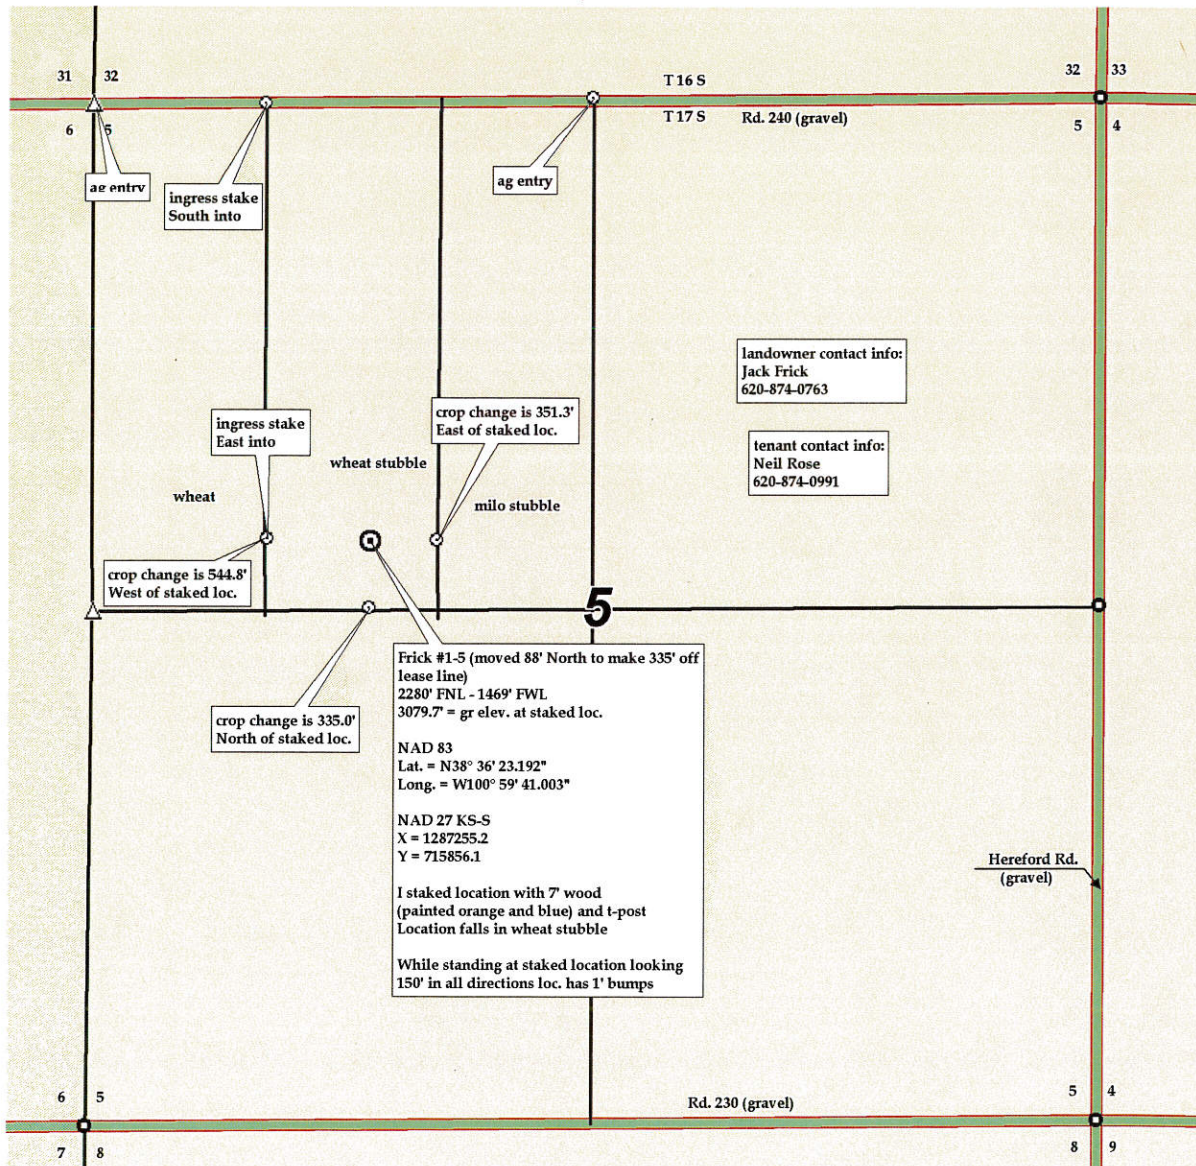 31 32
T 16 S
32 33
6 5
T 17 S
Rd. 240 (gravel)
5 4
ag entry
ingress stake
South into
ag entry
landowner contact info:
Jack Frick
620-874-0763
crop change is 351.3'
East of staked loc.
ingress stake
East into
tenant contact info:
Neil Rose
620-874-0991
wheat stubble
wheat
milo stubble
crop change is 544.8'
West of staked loc.
5
Frick #1-5 (moved 88' North to make 335' off
lease line)
2280' FNL - 1469' FWL
3079.7' = gr elev. at staked loc.
NAD 83
Lat. = N38° 36' 23.192"
Long. = W100° 59' 41.003"
NAD 27 KS-S
X = 1287255.2
Y = 715856.1
I staked location with 7' wood
(painted orange and blue) and t-post
Location falls in wheat stubble
While standing at staked location looking
150' in all directions loc. has 1' bumps
crop change is 335.0'
North of staked loc.
Hereford Rd.
(gravel)
6 5
Rd. 230 (gravel)
5 4
7 8
8 9